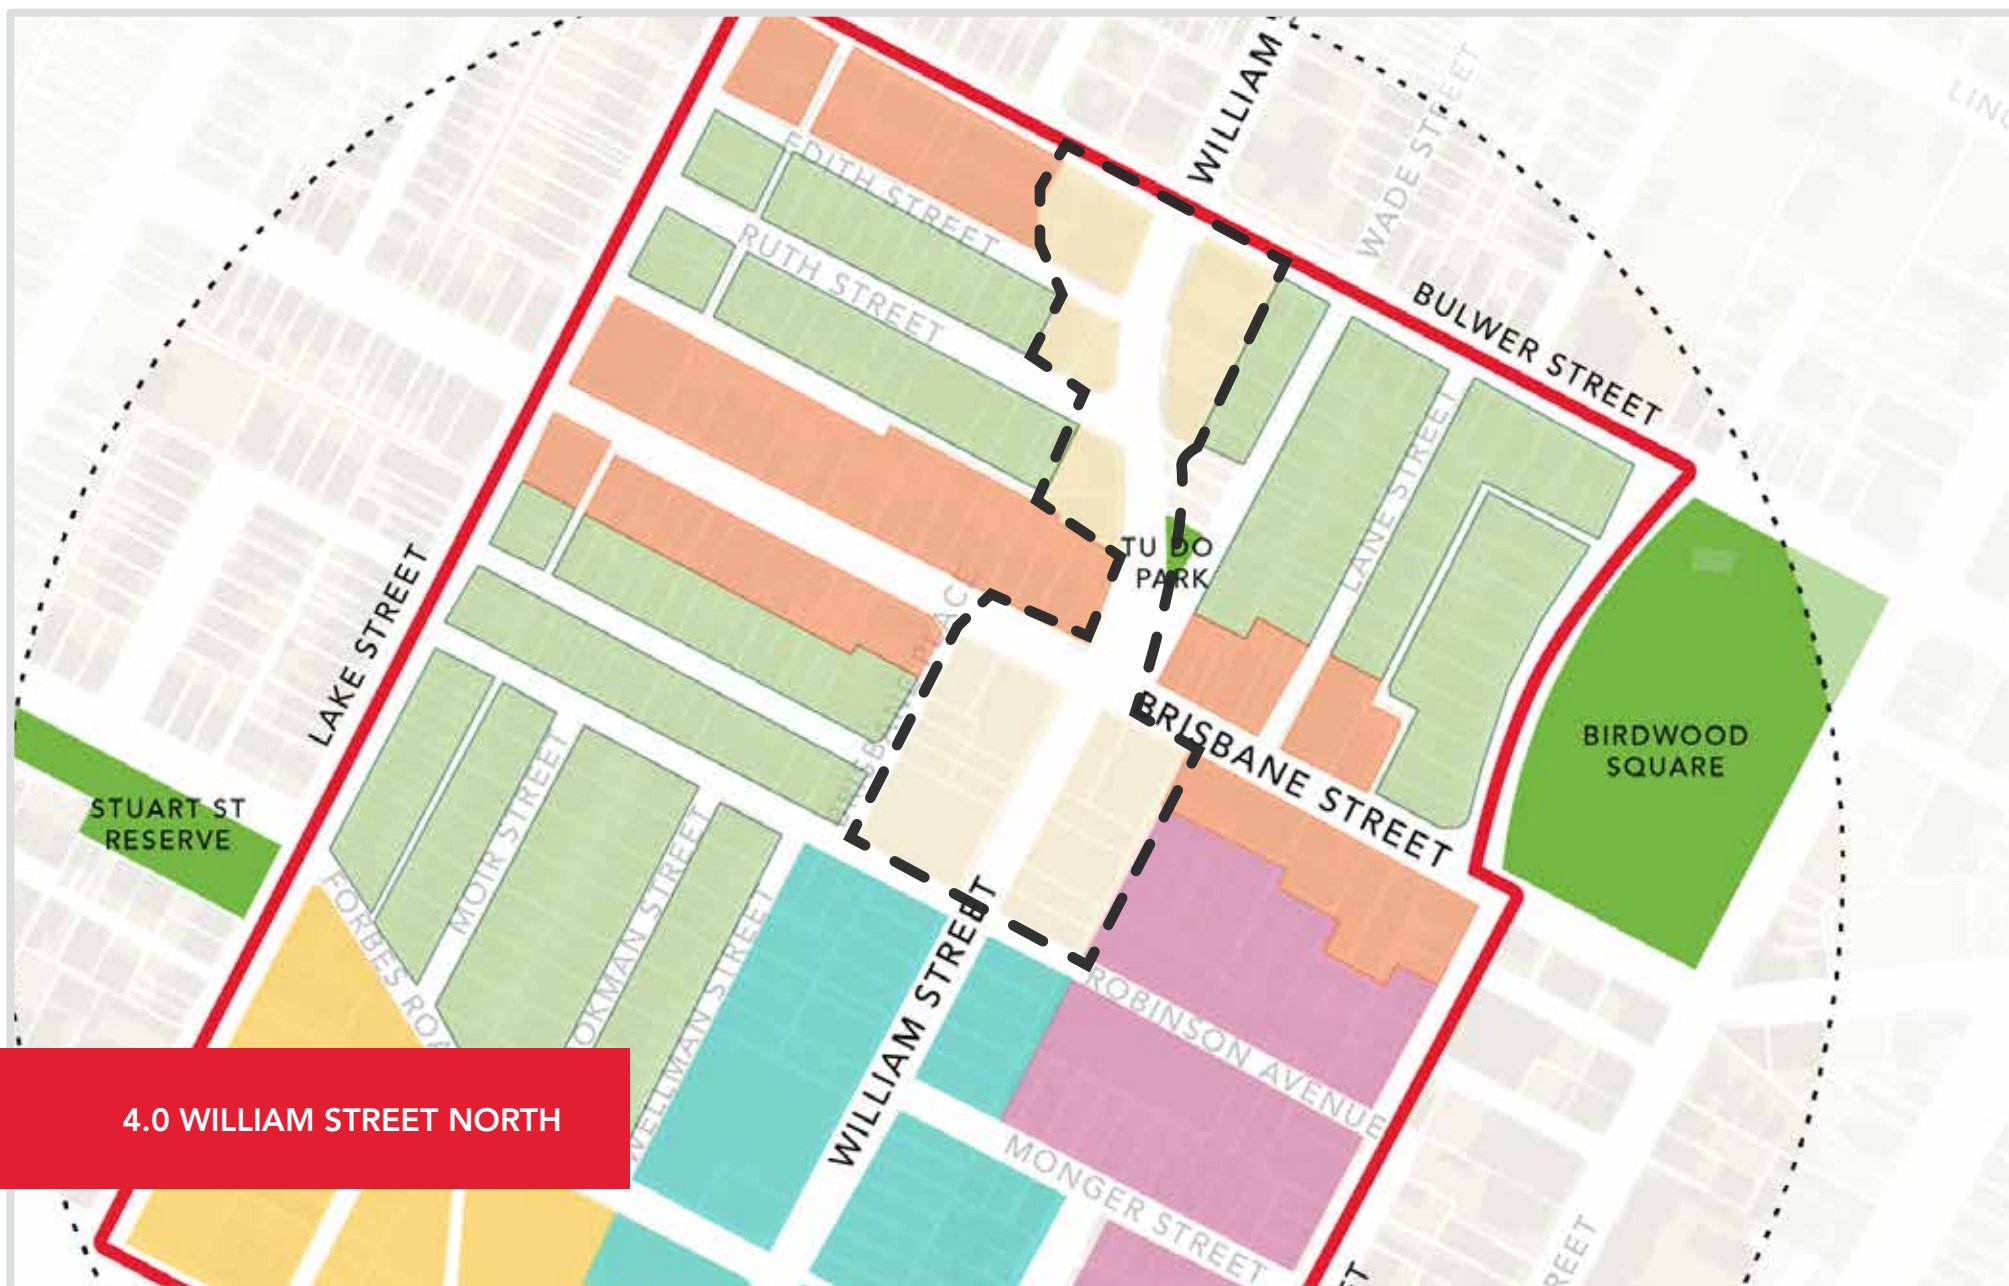 WILLIAM
WADE STREET
EDITH STREET
RUTH STREET
BULWER STREET
LANE STREET
TU DO
PARK
LAKE STREET
BRISBANE STREET
BIRDWOOD
SQUARE
STUART ST
RESERVE
MOIR STREET
FORBES
WILLIAM STREET
ROBINSON AVENUE
MONGER STREET
4.0 WILLIAM STREET NORTH
WELLMAN STREET